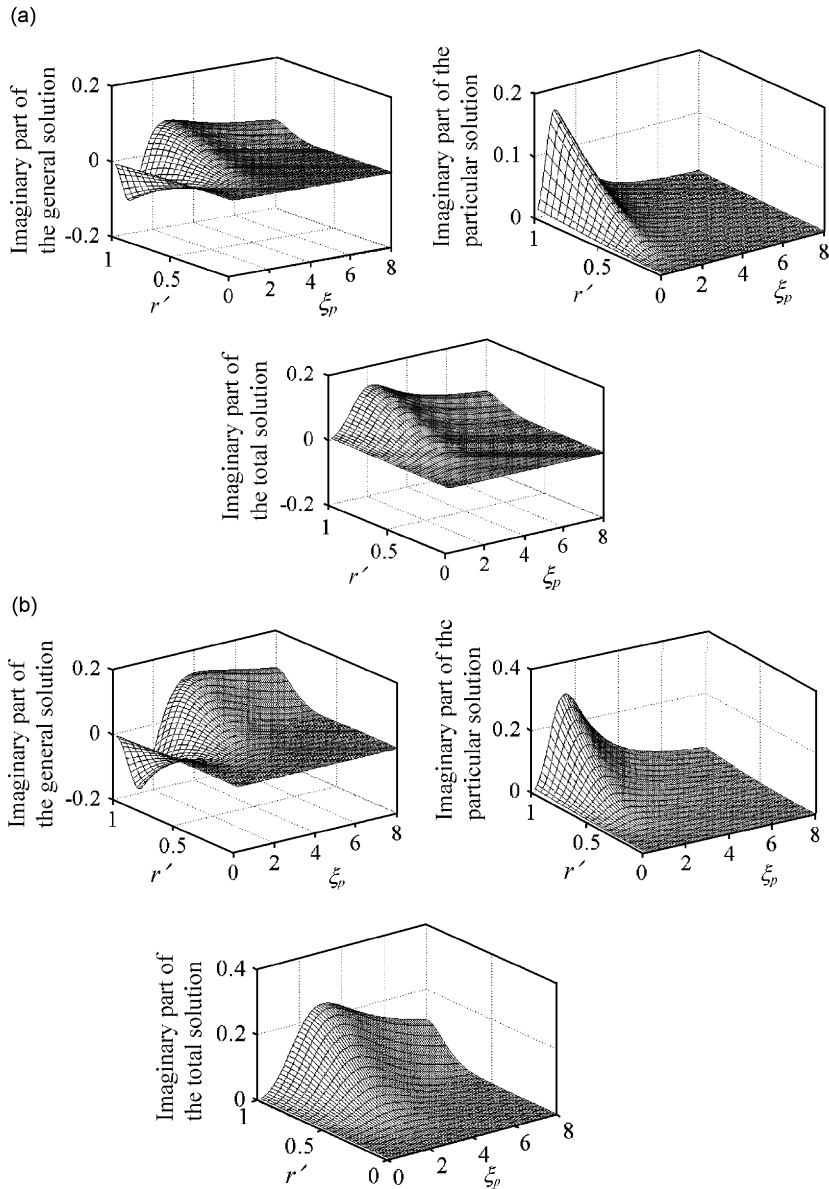 (a)
Imaginary part of
the general solution
0.2
0
-0.2
1
0.5
0
r′
2
4
6
8
ξp
Imaginary part of the
particular solution
0.2
0.1
0
1
0.5
0
r′
2
4
6
8
ξp
Imaginary part of
the total solution
0.2
0
-0.2
1
0.5
0
r′
2
4
6
8
ξp
(b)
Imaginary part of
the general solution
0.2
0
-0.2
1
0.5
0
r′
2
4
6
8
ξp
Imaginary part of the
particular solution
0.4
0.2
0
1
0.5
0
r′
2
4
6
8
ξp
Imaginary part of
the total solution
0.4
0.2
0
1
0.5
0
r′
0
2
4
6
8
ξp